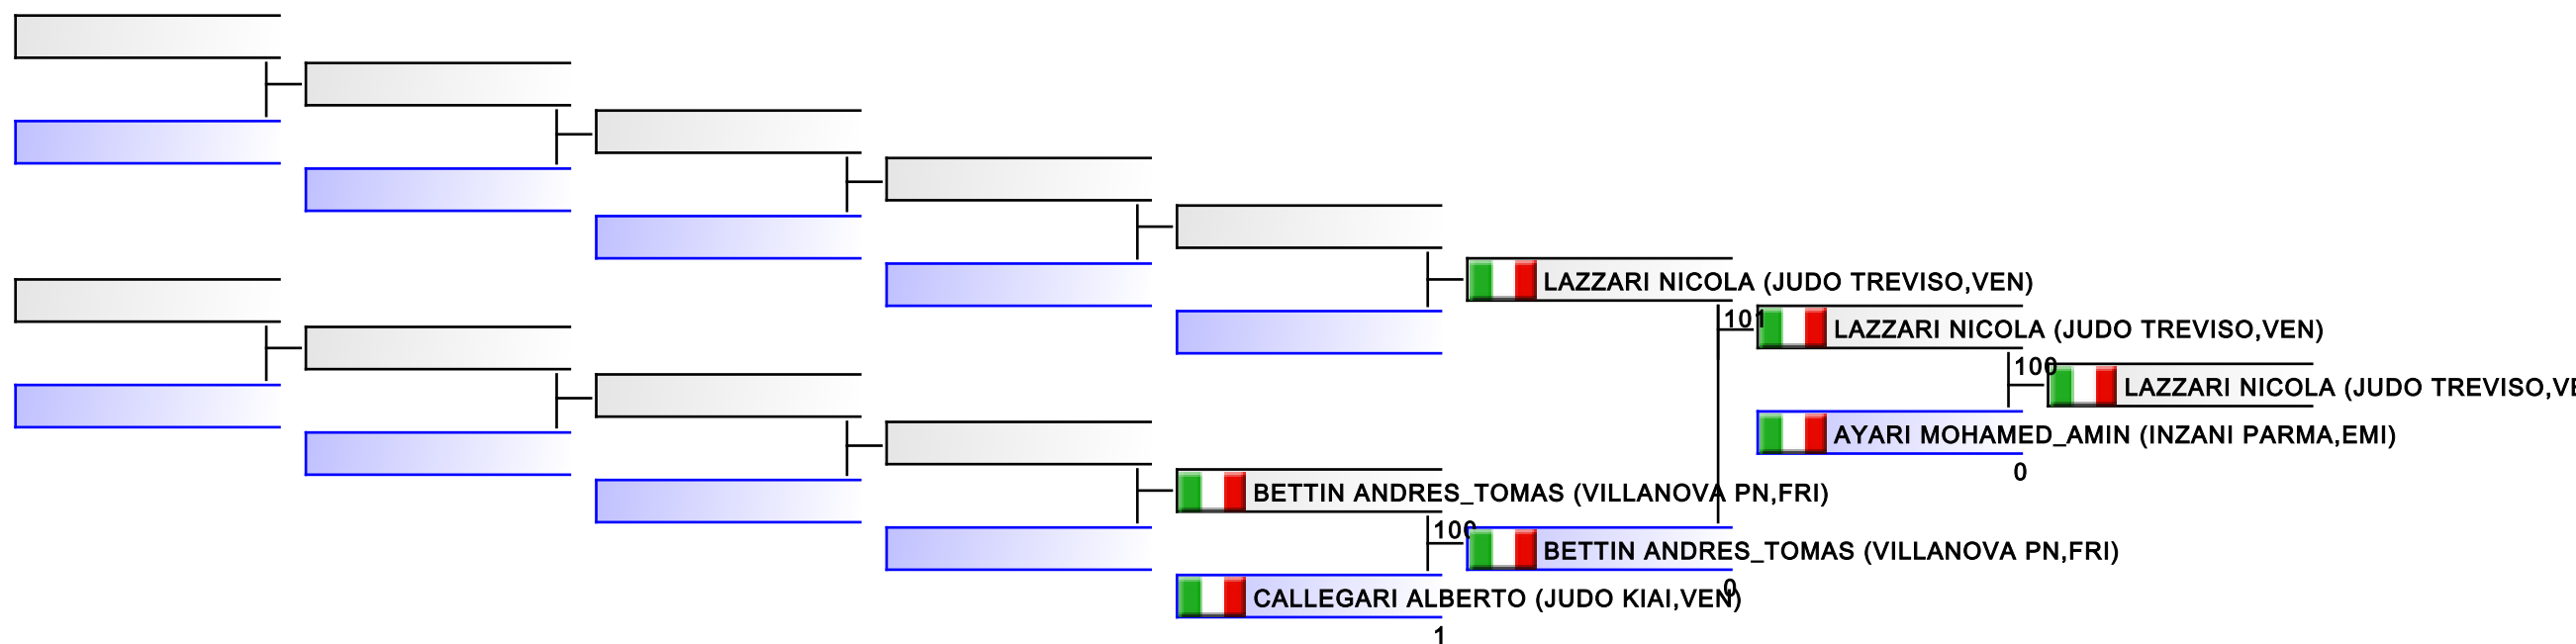 LAZZARI NICOLA (JUDO TREVISO,VEN)
101
LAZZARI NICOLA (JUDO TREVISO,VEN)
100
LAZZARI NICOLA (JUDO TREVISO,VE
AYARI MOHAMED_AMIN (INZANI PARMA,EMI)
0
BETTIN ANDRES_TOMAS (VILLANOVA PN,FRI)
100
BETTIN ANDRES_TOMAS (VILLANOVA PN,FRI)
0
CALLEGARI ALBERTO (JUDO KIAI,VEN)
1